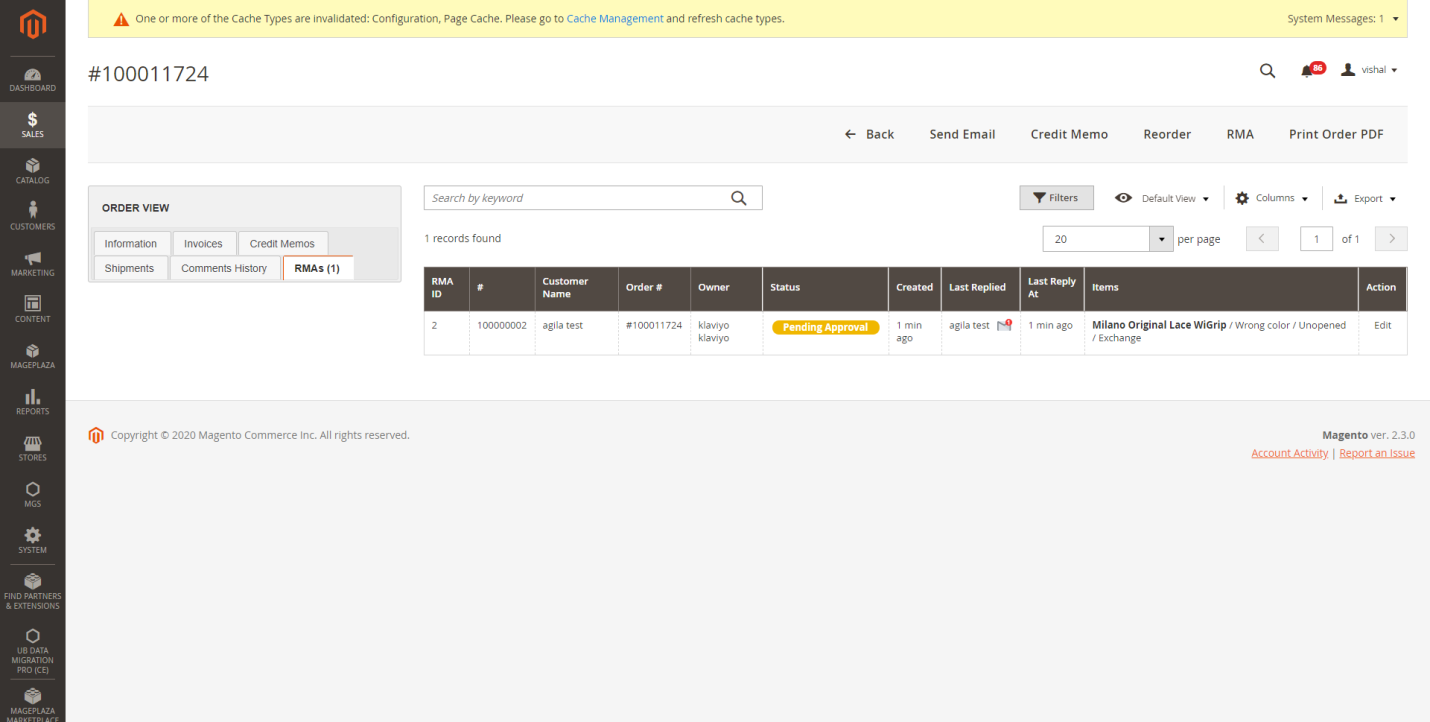 One or more of the Cache Types are invalidated: Configuration, Page Cache. Please go to Cache Management and refresh cache types.
System Messages: 1
#100011724
86
vishal
Back
Send Email
Credit Memo
Reorder
RMA
Print Order PDF
DASHBOARD
$
SALES
CATALOG
CUSTOMERS
MARKETING
CONTENT
MAGEPLAZA
REPORTS
STORES
MGS
SYSTEM
FIND PARTNERS
& EXTENSIONS
UB DATA
MIGRATION
PRO (CE)
MAGEPLAZA
MARKETPLACE
ORDER VIEW
Information
Invoices
Credit Memos
Shipments
Comments History
RMAs (1)
Search by keyword
Filters
Default View
Columns
Export
1 records found
20
per page
1
of 1
RMA
ID
#
Customer
Name
Order #
Owner
Status
Created
Last Replied
Last Reply
At
Items
Action
2
100000002
agila test
#100011724
klaviyo
klaviyo
Pending Approval
1 min
ago
agila test
1
1 min ago
Milano Original Lace WiGrip / Wrong color / Unopened
/ Exchange
Edit
Copyright © 2020 Magento Commerce Inc. All rights reserved.
Magento ver. 2.3.0
Account Activity | Report an Issue